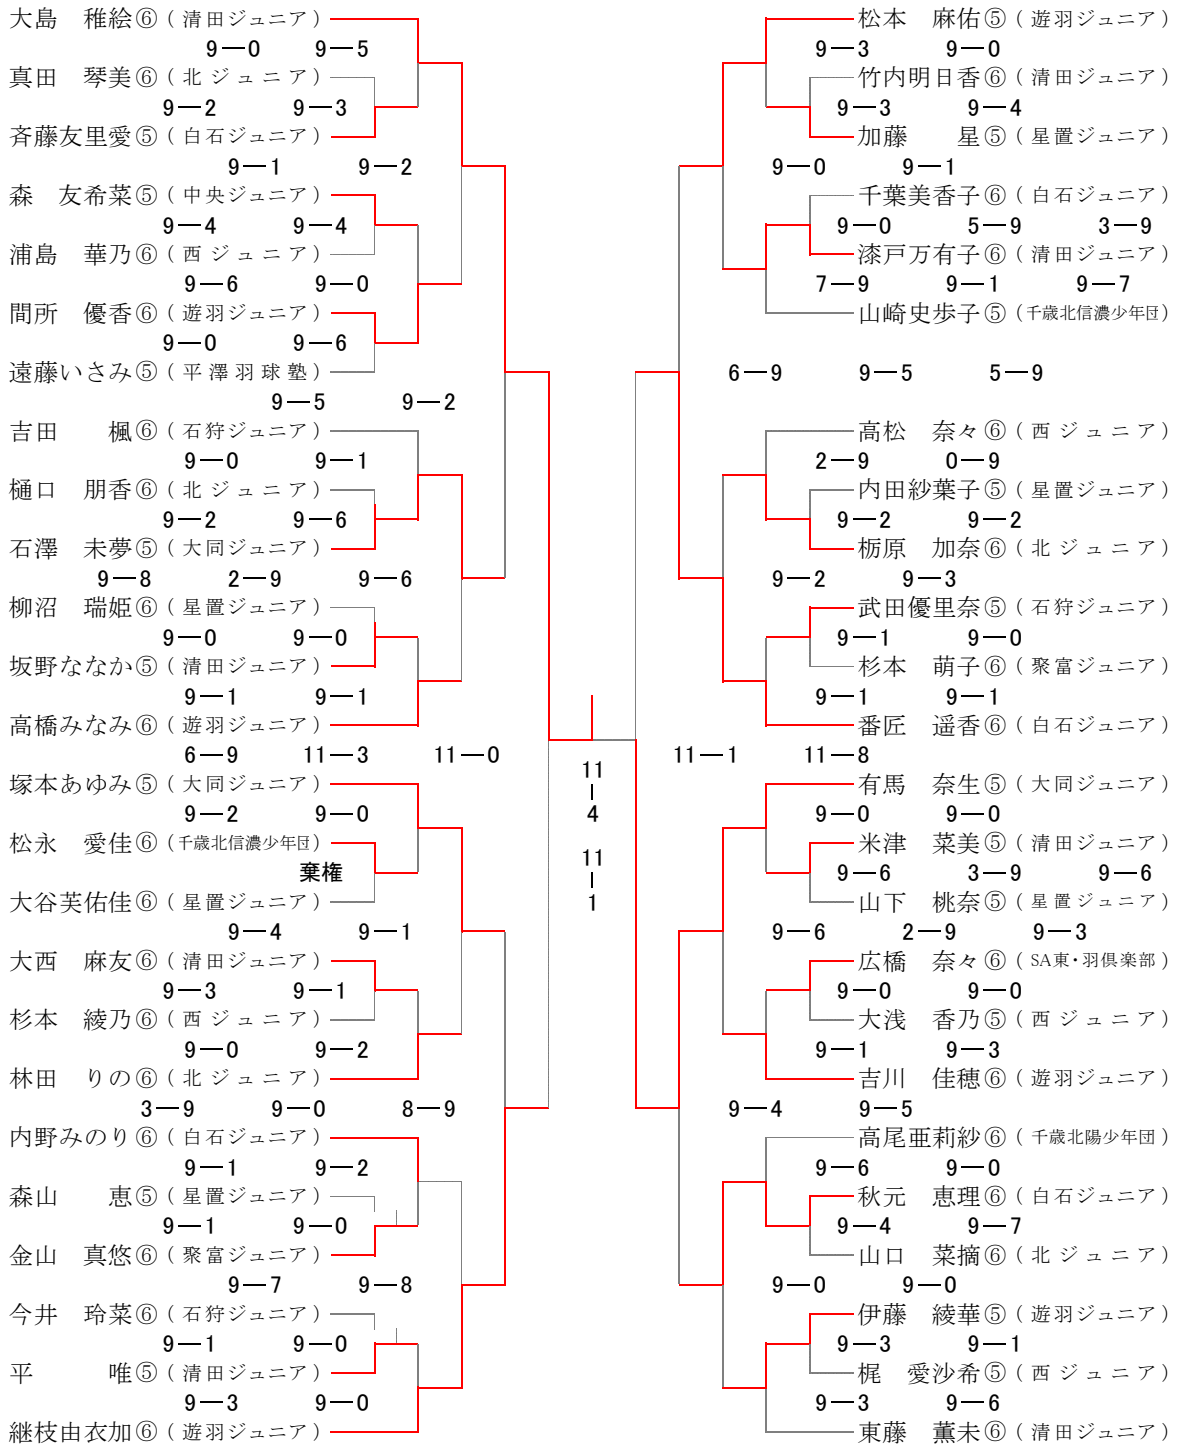 大島　稚絵⑥（清田ジュニア） 松本　麻佑⑤（遊羽ジュニア）
9―0 9―5 9―3 9―0
真田　琴美⑥（北ジュニア） 竹内明日香⑥（清田ジュニア）
9―2 9―3 9―3 9―4
斉藤友里愛⑤（白石ジュニア） 加藤　　星⑤（星置ジュニア）
9―1 9―2 9―0 9―1
森　友希菜⑤（中央ジュニア） 千葉美香子⑥（白石ジュニア）
9―4 9―4 9―0 5―9 3―9
浦島　華乃⑥（西ジュニア） 漆戸万有子⑥（清田ジュニア）
9―6 9―0 7―9 9―1 9―7
間所　優香⑥（遊羽ジュニア） 山崎史歩子⑤（千歳北信濃少年団）
9―0 9―6
遠藤いさみ⑤（平澤羽球塾） 6―9 9―5 5―9
9―5 9―2
吉田　　楓⑥（石狩ジュニア） 高松　奈々⑥（西ジュニア）
9―0 9―1 2―9 0―9
樋口　朋香⑥（北ジュニア） 内田紗葉子⑤（星置ジュニア）
9―2 9―6 9―2 9―2
石澤　未夢⑤（大同ジュニア） 栃原　加奈⑥（北ジュニア）
9―8 2―9 9―6 9―2 9―3
柳沼　瑞姫⑥（星置ジュニア） 武田優里奈⑤（石狩ジュニア）
9―0 9―0 9―1 9―0
坂野ななか⑤（清田ジュニア） 杉本　萌子⑥（聚富ジュニア）
9―1 9―1 9―1 9―1
高橋みなみ⑥（遊羽ジュニア） 番匠　遥香⑥（白石ジュニア）
6―9 11―3 11―0 11―1 11―8
塚本あゆみ⑤（大同ジュニア） 11―4 有馬　奈生⑤（大同ジュニア）
9―2 9―0 9―0 9―0
松永　愛佳⑥（千歳北信濃少年団） 11―1 米津　菜美⑤（清田ジュニア）
棄権 9―6 3―9 9―6
大谷芙佑佳⑥（星置ジュニア） 山下　桃奈⑤（星置ジュニア）
9―4 9―1 9―6 2―9 9―3
大西　麻友⑥（清田ジュニア） 広橋　奈々⑥（SA東・羽倶楽部）
9―3 9―1 9―0 9―0
杉本　綾乃⑥（西ジュニア） 大浅　香乃⑤（西ジュニア）
9―0 9―2 9―1 9―3
林田　りの⑥（北ジュニア） 吉川　佳穂⑥（遊羽ジュニア）
3―9 9―0 8―9 9―4 9―5
内野みのり⑥（白石ジュニア） 高尾亜莉紗⑥（千歳北陽少年団）
9―1 9―2 9―6 9―0
森山　　恵⑤（星置ジュニア） 秋元　恵理⑥（白石ジュニア）
9―1 9―0 9―4 9―7
金山　真悠⑥（聚富ジュニア） 山口　菜摘⑥（北ジュニア）
9―7 9―8 9―0 9―0
今井　玲菜⑥（石狩ジュニア） 伊藤　綾華⑤（遊羽ジュニア）
9―1 9―0 9―3 9―1
平　　　唯⑤（清田ジュニア） 梶　愛沙希⑤（西ジュニア）
9―3 9―0 9―3 9―6
継枝由衣加⑥（遊羽ジュニア） 東藤　薫未⑥（清田ジュニア）